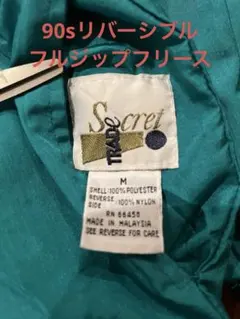 90sリバーシブル
フルジップフリース
Secret
TRADE
M
SHELL:100% POLYESTER
REVERSE :100% NYLON
SIDE
RN 66458
MADE IN MALAYSIA
SEE REVERSE FOR CARE